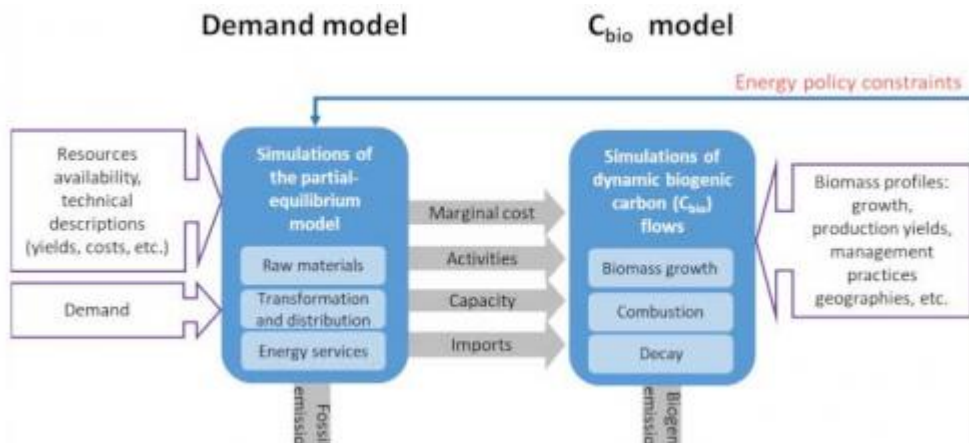 Demand model
C_bio model
Energy policy constraints
Resources
availability,
technical
descriptions
(yields, costs, etc.)
Demand
Simulations of
the partial-
equilibrium
model
Raw materials
Transformation
and distribution
Energy services
Marginal cost
Activities
Capacity
Imports
Simulations of
dynamic biogenic
carbon (C_bio)
flows
Biomass growth
Combustion
Decay
Biomass profiles:
growth,
production yields,
management
practices
geographies, etc.